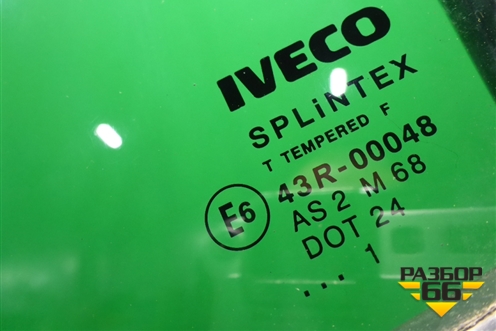 IVECO
SPLiNTEX
T TEMPERED F
E6 43R-00048
AS 2 M 68
DOT 24
... 1
РАЗБОР
66